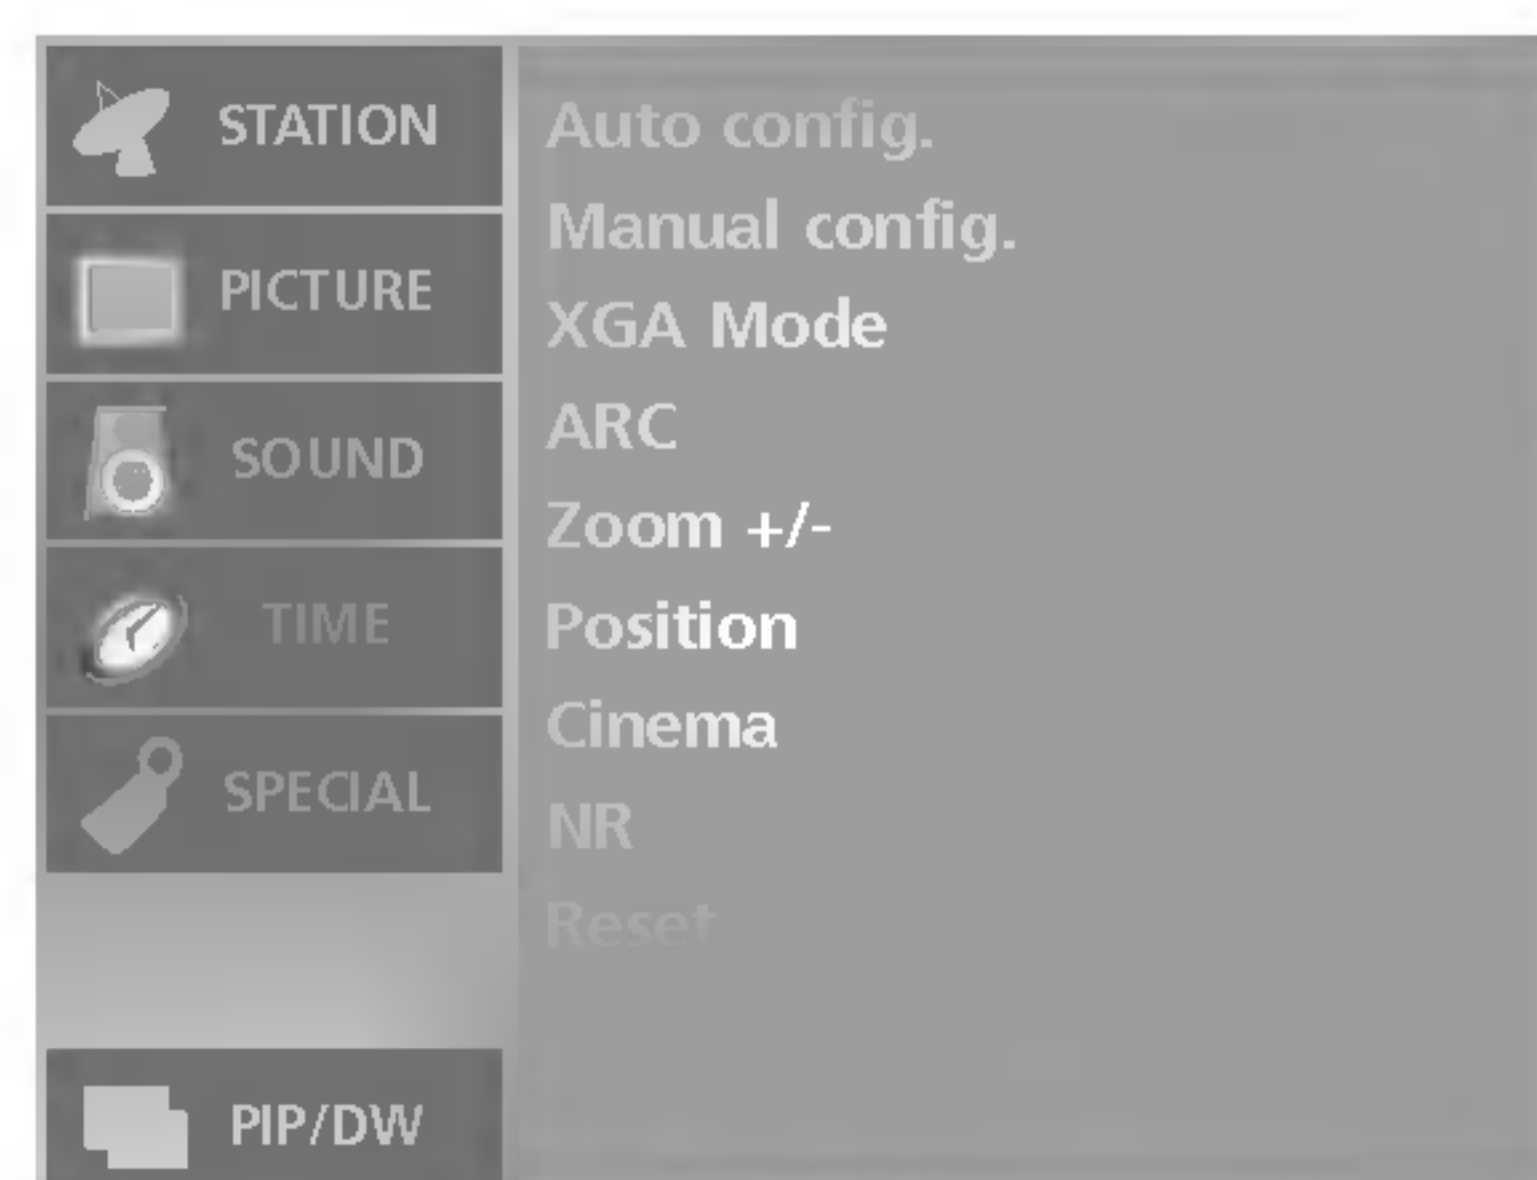 STATION
PICTURE
SOUND
TIME
SPECIAL
PIP/DW
Auto config.
Manual config.
XGA Mode
ARC
Zoom +/-
Position
Cinema
NR
Reset